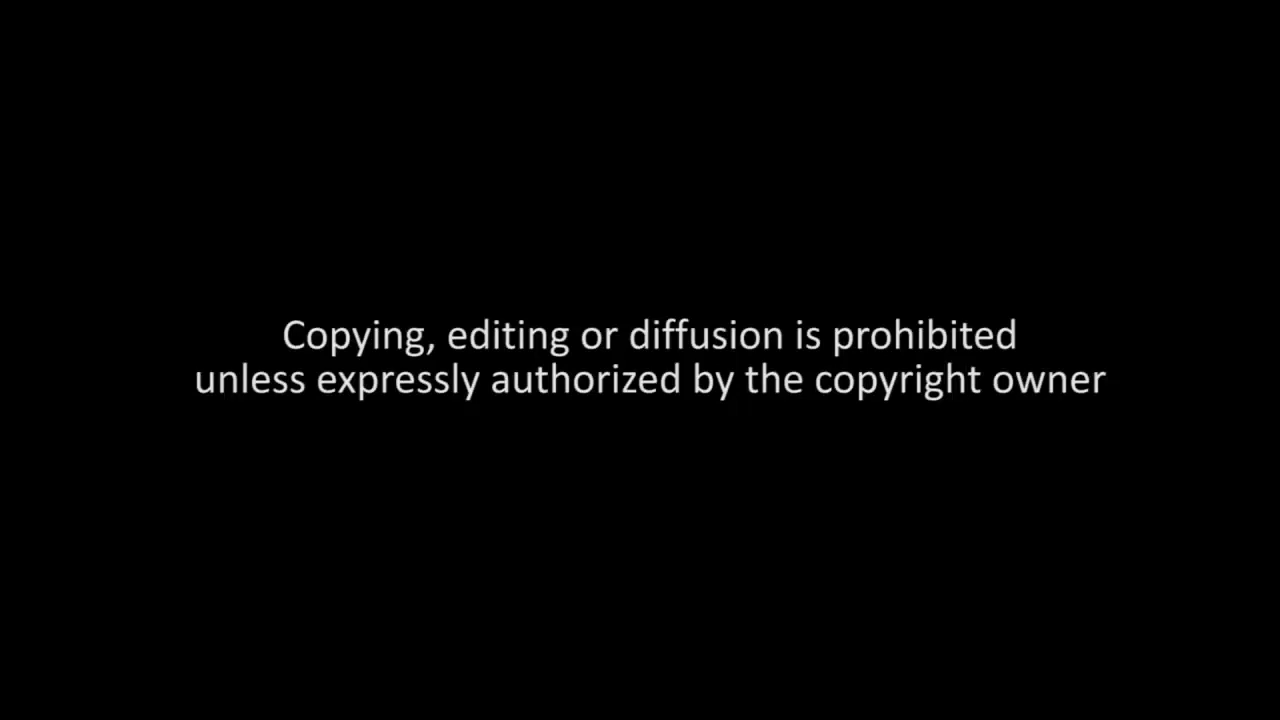 Copying, editing or diffusion is prohibited
unless expressly authorized by the copyright owner